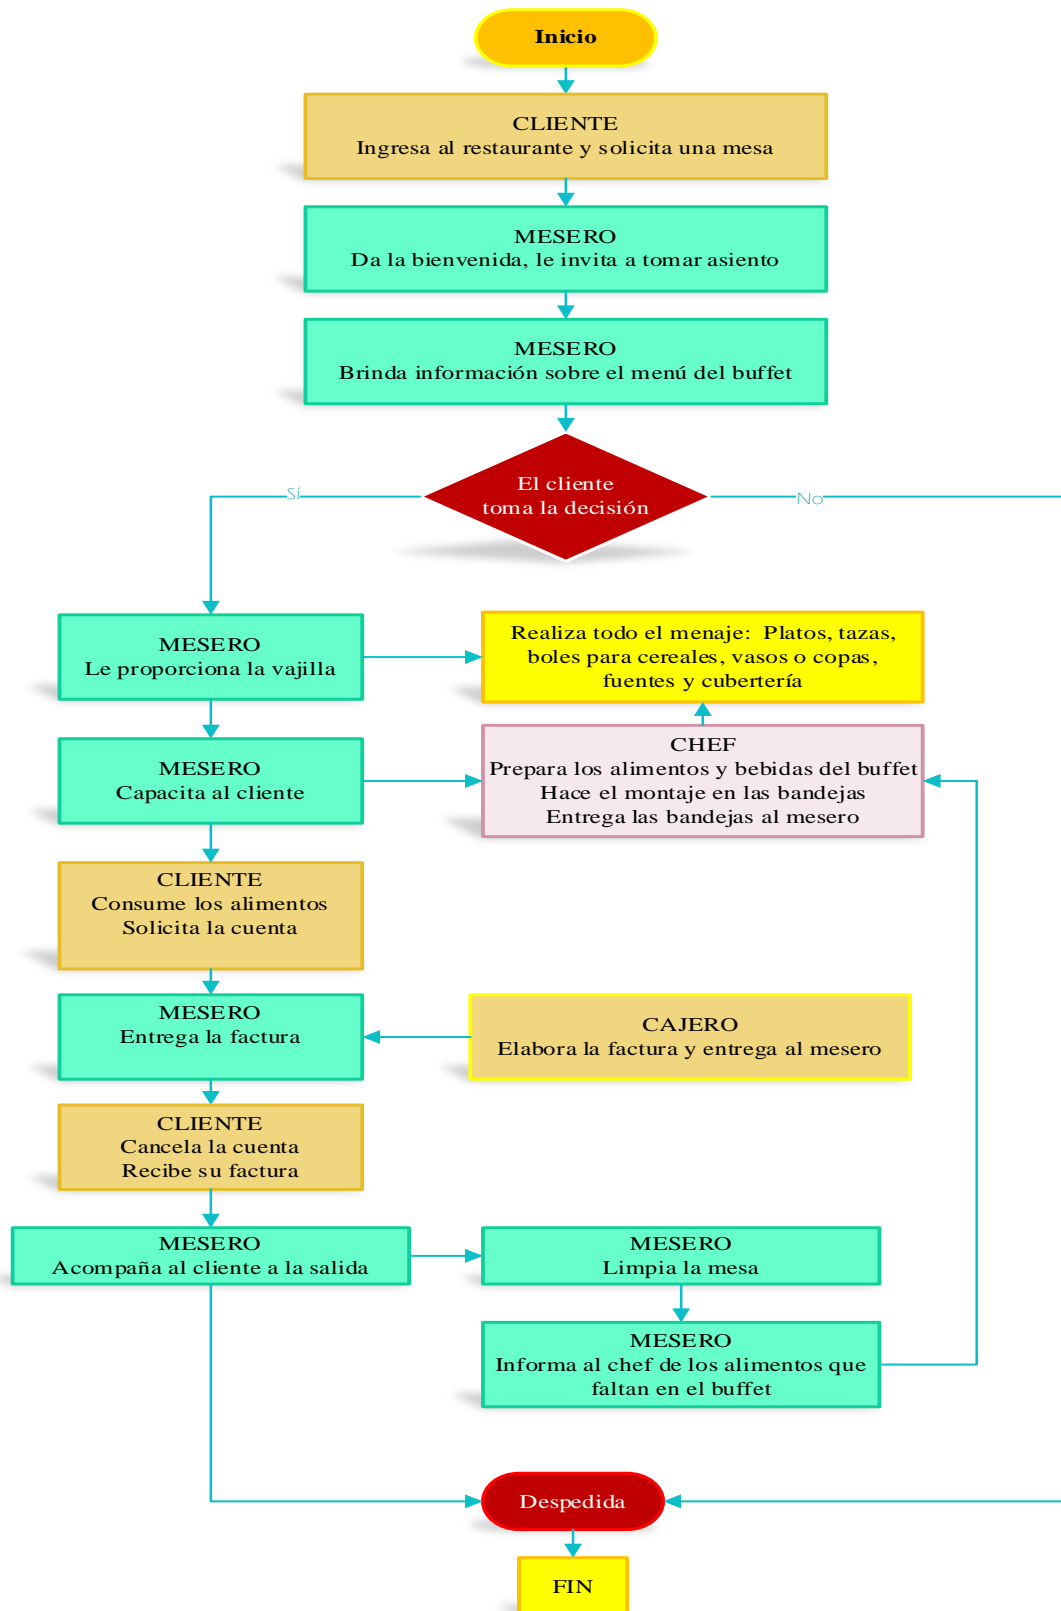 Inicio
CLIENTE
Ingresa al restaurante y solicita una mesa
MESERO
Da la bienvenida, le invita a tomar asiento
MESERO
Brinda información sobre el menú del buffet
El cliente
toma la decisión
Sí
No
MESERO
Le proporciona la vajilla
Realiza todo el menaje: Platos, tazas,
boles para cereales, vasos o copas,
fuentes y cubertería
MESERO
Capacita al cliente
CHEF
Prepara los alimentos y bebidas del buffet
Hace el montaje en las bandejas
Entrega las bandejas al mesero
CLIENTE
Consume los alimentos
Solicita la cuenta
MESERO
Entrega la factura
CAJERO
Elabora la factura y entrega al mesero
CLIENTE
Cancela la cuenta
Recibe su factura
MESERO
Acompaña al cliente a la salida
MESERO
Limpia la mesa
MESERO
Informa al chef de los alimentos que
faltan en el buffet
Despedida
FIN